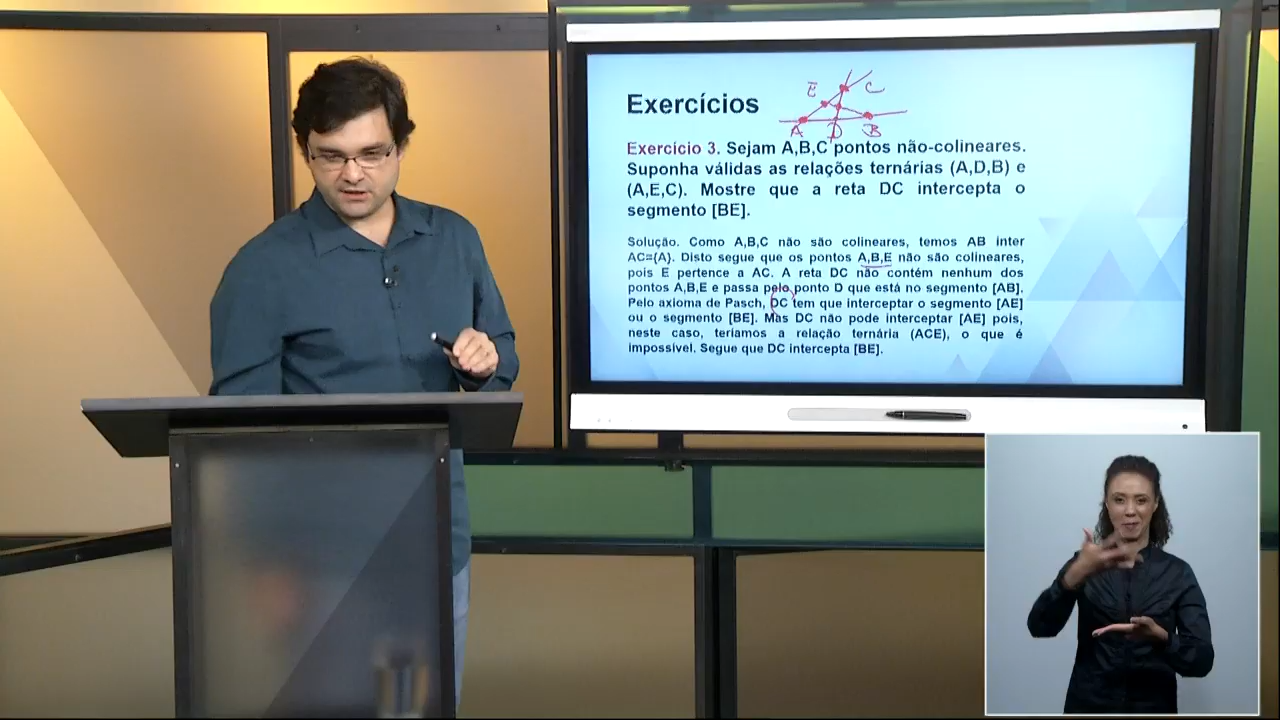 Exercícios
E C
A D B
Exercício 3. Sejam A,B,C pontos não-colineares.
Suponha válidas as relações ternárias (A,D,B) e
(A,E,C). Mostre que a reta DC intercepta o
segmento [BE].
Solução. Como A,B,C não são colineares, temos AB inter
AC={A}. Disto segue que os pontos A,B,E não são colineares,
pois E pertence a AC. A reta DC não contém nenhum dos
pontos A,B,E e passa pelo ponto D que está no segmento [AB].
Pelo axioma de Pasch, DC tem que interceptar o segmento [AE]
ou o segmento [BE]. Mas DC não pode interceptar [AE] pois,
neste caso, teríamos a relação ternária (ACE), o que é
impossível. Segue que DC intercepta [BE].